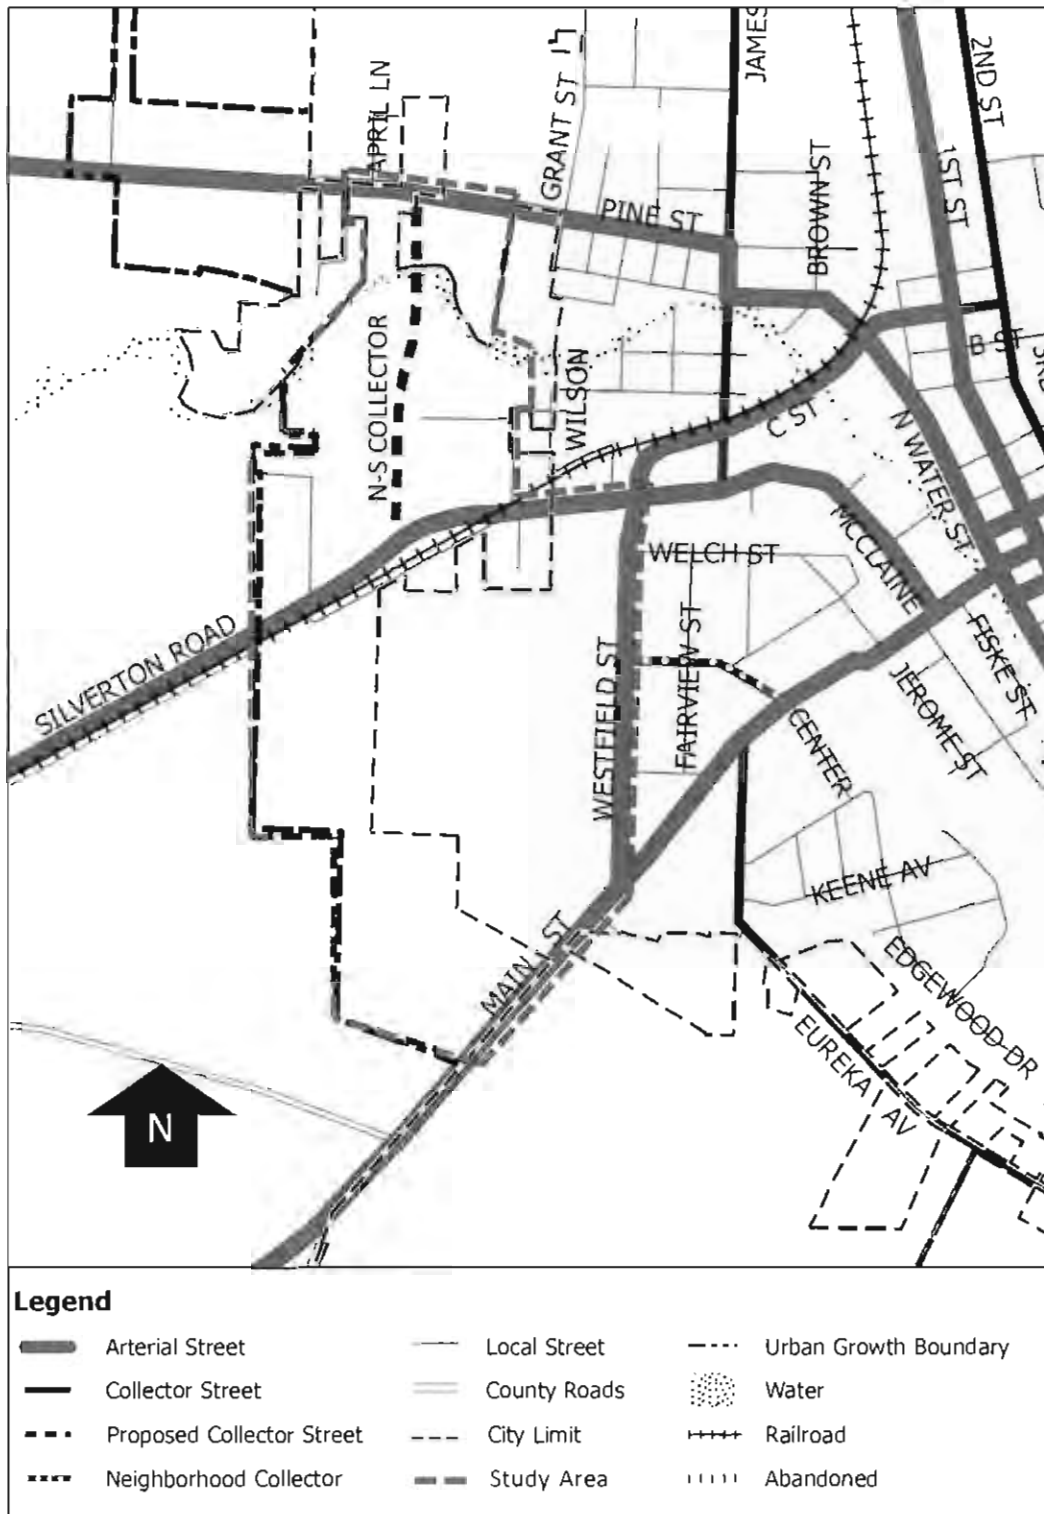 JAMES
2ND ST
APRIL LN
GRANT ST
1ST ST
BROWN ST
PINE ST
N-S COLLECTOR
WILSON
B ST
3RD
C ST
N WATER ST
MCCLAINE
WELCH ST
SILVERTON ROAD
FAIRVIEW ST
WESTFIELD ST
FISKE ST
JEROME ST
CENTER
KEENE AV
MAIN ST
EDGEWOOD DR
EUREKA AV
N
Legend
Arterial Street
Local Street
Urban Growth Boundary
Collector Street
County Roads
Water
Proposed Collector Street
City Limit
Railroad
Neighborhood Collector
Study Area
Abandoned